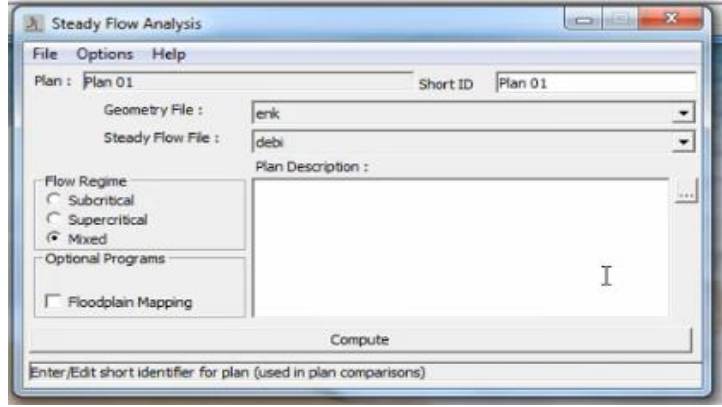 Steady Flow Analysis
File Options Help
Plan : Plan 01 Short ID Plan 01
Geometry File : enk
Steady Flow File : debi
Plan Description :
Flow Regime
Subcritical
Supercritical
Mixed
...
Optional Programs
Floodplain Mapping
Compute
Enter/Edit short identifier for plan (used in plan comparisons)